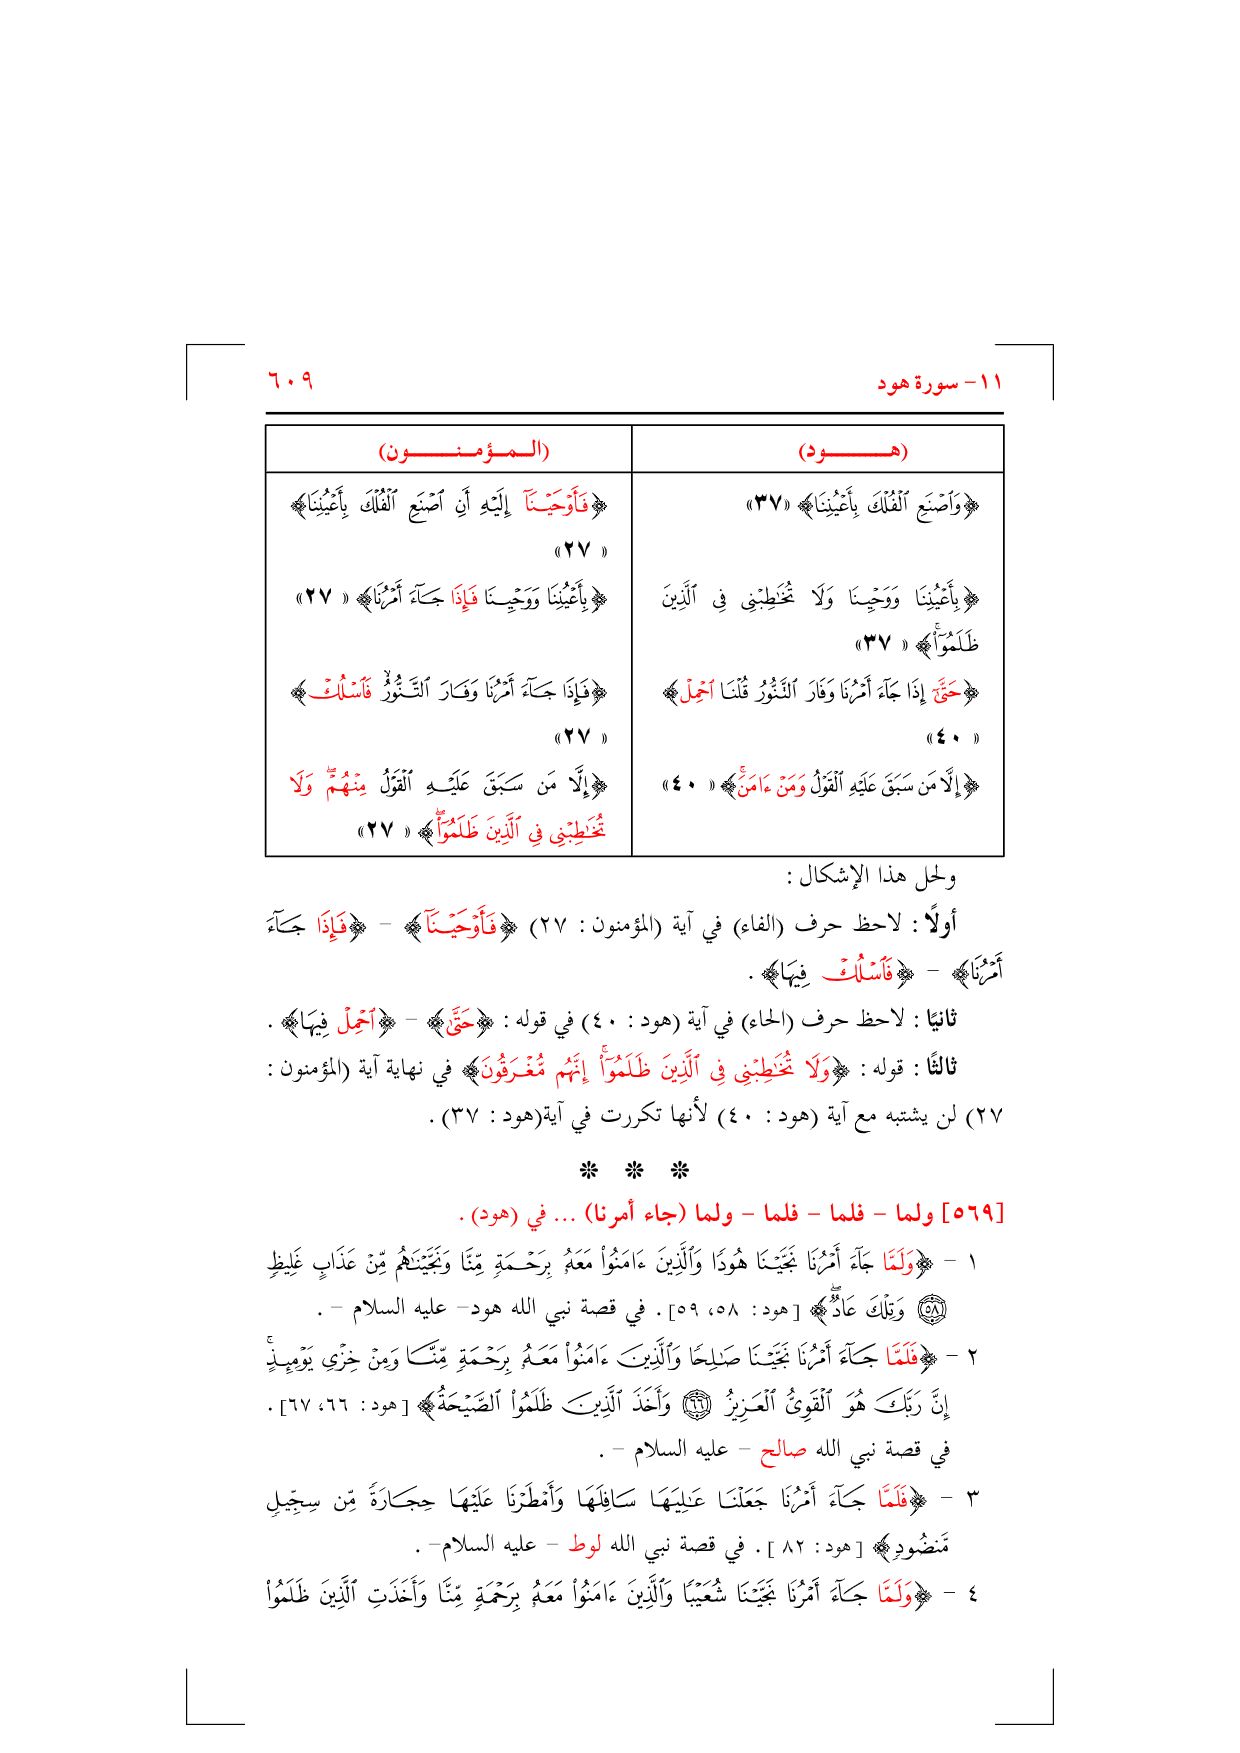 ١١- سورة هود ٦٠٩
(هـــــود) (الـمـؤمـنـــــون)
﴿وَٱصْنَعِ ٱلْفُلْكَ بِأَعْيُنِنَا﴾ «٣٧»
﴿فَأَوْحَيْنَآ إِلَيْهِ أَنِ ٱصْنَعِ ٱلْفُلْكَ بِأَعْيُنِنَا﴾
« ٢٧»
﴿بِأَعْيُنِنَا وَوَحْيِنَا وَلَا تُخَٰطِبْنِى فِى ٱلَّذِينَ
ظَلَمُوٓا۟ۚ﴾ « ٣٧»
﴿بِأَعْيُنِنَا وَوَحْيِنَا فَإِذَا جَآءَ أَمْرُنَا﴾ « ٢٧»
﴿حَتَّىٰٓ إِذَا جَآءَ أَمْرُنَا وَفَارَ ٱلتَّنُّورُ قُلْنَا ٱحْمِلْ﴾
« ٤٠»
﴿فَإِذَا جَآءَ أَمْرُنَا وَفَارَ ٱلتَّنُّورُۙ فَٱسْلُكْ﴾
« ٢٧»
﴿إِلَّا مَن سَبَقَ عَلَيْهِ ٱلْقَوْلُ وَمَنْ ءَامَنَۚ﴾ « ٤٠»
﴿إِلَّا مَن سَبَقَ عَلَيْهِ ٱلْقَوْلُ مِنْهُمْۖ وَلَا
تُخَٰطِبْنِى فِى ٱلَّذِينَ ظَلَمُوٓا۟ۖ﴾ « ٢٧»
ولحل هذا الإشكال :
أولًا : لاحظ حرف (الفاء) في آية (المؤمنون : ٢٧) ﴿فَأَوْحَيْنَآ﴾ – ﴿فَإِذَا جَآءَ
أَمْرُنَا﴾ – ﴿فَٱسْلُكْ فِيهَا﴾ .
ثانيًا : لاحظ حرف (الحاء) في آية (هود : ٤٠) في قوله : ﴿حَتَّىٰ﴾ – ﴿ٱحْمِلْ فِيهَا﴾ .
ثالثًا : قوله : ﴿وَلَا تُخَٰطِبْنِى فِى ٱلَّذِينَ ظَلَمُوٓا۟ۚ إِنَّهُم مُّغْرَقُونَ﴾ في نهاية آية (المؤمنون :
٢٧) لن يشتبه مع آية (هود : ٤٠) لأنها تكررت في آية(هود : ٣٧) .
❊ ❊ ❊
[٥٦٩] ولما – فلما – فلما – ولما (جاء أمرنا) ... في (هود) .
١ – ﴿وَلَمَّا جَآءَ أَمْرُنَا نَجَّيْنَا هُودًا وَٱلَّذِينَ ءَامَنُوا۟ مَعَهُۥ بِرَحْمَةٍ مِّنَّا وَنَجَّيْنَٰهُم مِّنْ عَذَابٍ غَلِيظٍ
۝٥٨ وَتِلْكَ عَادٌۖ﴾ [هود: ٥٨، ٥٩]. في قصة نبي الله هود– عليه السلام – .
٢ – ﴿فَلَمَّا جَآءَ أَمْرُنَا نَجَّيْنَا صَٰلِحًا وَٱلَّذِينَ ءَامَنُوا۟ مَعَهُۥ بِرَحْمَةٍ مِّنَّا وَمِنْ خِزْىِ يَوْمِئِذٍۚ
إِنَّ رَبَّكَ هُوَ ٱلْقَوِىُّ ٱلْعَزِيزُ ۝٦٦ وَأَخَذَ ٱلَّذِينَ ظَلَمُوا۟ ٱلصَّيْحَةُ﴾ [هود: ٦٦، ٦٧] .
في قصة نبي الله صالح – عليه السلام – .
٣ – ﴿فَلَمَّا جَآءَ أَمْرُنَا جَعَلْنَا عَٰلِيَهَا سَافِلَهَا وَأَمْطَرْنَا عَلَيْهَا حِجَارَةً مِّن سِجِّيلٍ
مَّنضُودٍ﴾ [هود: ٨٢ ]. في قصة نبي الله لوط – عليه السلام– .
٤ – ﴿وَلَمَّا جَآءَ أَمْرُنَا نَجَّيْنَا شُعَيْبًا وَٱلَّذِينَ ءَامَنُوا۟ مَعَهُۥ بِرَحْمَةٍ مِّنَّا وَأَخَذَتِ ٱلَّذِينَ ظَلَمُوا۟